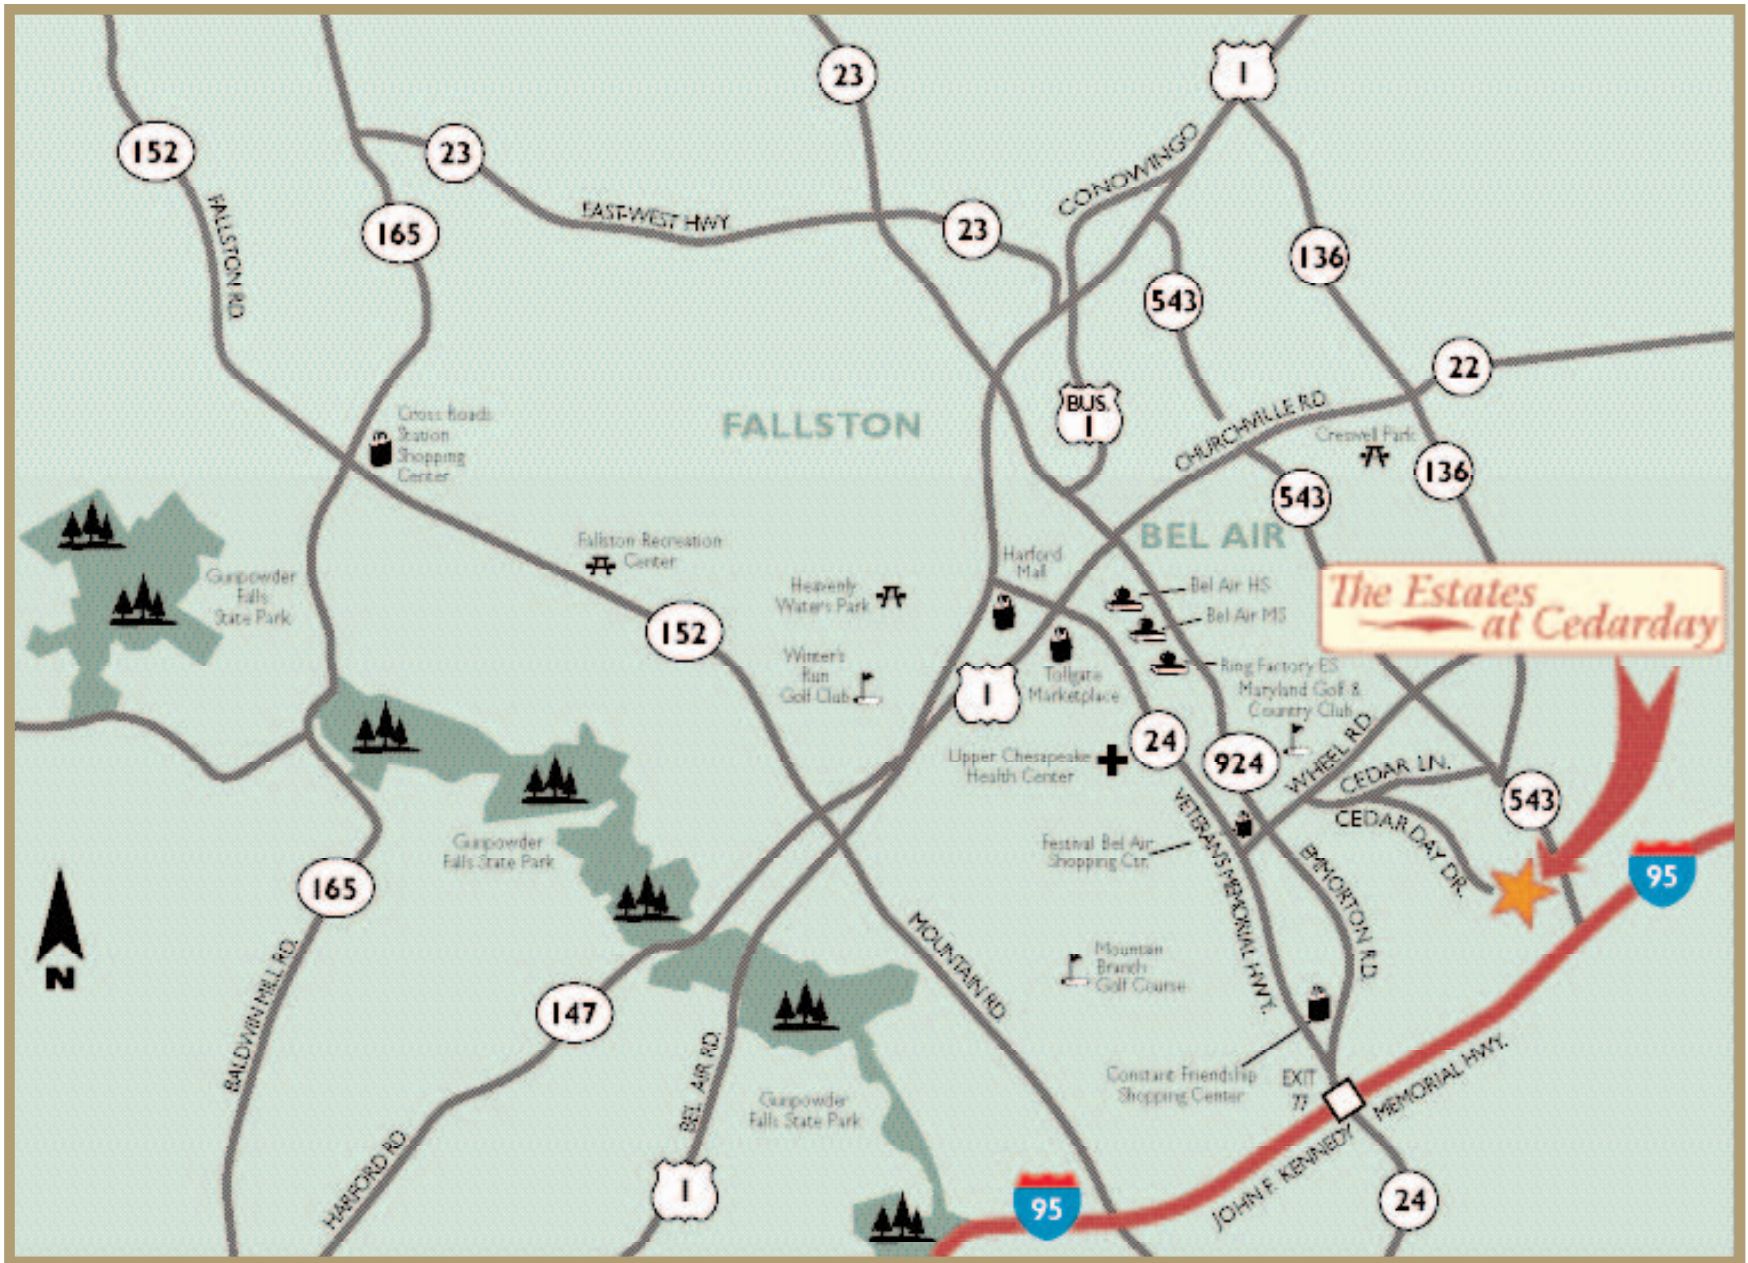 1
23
152
23
CONOWINGO
FALLSTON RD.
165
EAST-WEST HWY.
23
136
543
22
BUS.
1
CHURCHVILLE RD.
Cross Roads
Station
Shopping
Center
FALLSTON
Creswell Park
136
543
BEL AIR
Fallston Recreation
Center
Harford
Mall
Gunpowder
Falls
State Park
Heavenly
Waters Park
Bel Air HS
Bel Air MS
The Estates
at Cedarday
152
Winter's
Run
Golf Club
1
Tollgate
Marketplace
Ring Factory ES
Maryland Golf &
Country Club
24
924
Upper Chesapeake
Health Center
WHEEL RD.
CEDAR LN.
543
CEDAR DAY DR.
VETERANS MEMORIAL HWY.
Festival Bel Air
Shopping Ctr.
EMMORTON RD.
Gunpowder
Falls State Park
95
165
N
MOUNTAIN RD.
BALDWIN MILL RD.
147
Mountain
Branch
Golf Course
BEL AIR RD.
Constant Friendship
Shopping Center
EXIT
77
JOHN F. KENNEDY MEMORIAL HWY.
Gunpowder
Falls State Park
HARFORD RD
1
95
24